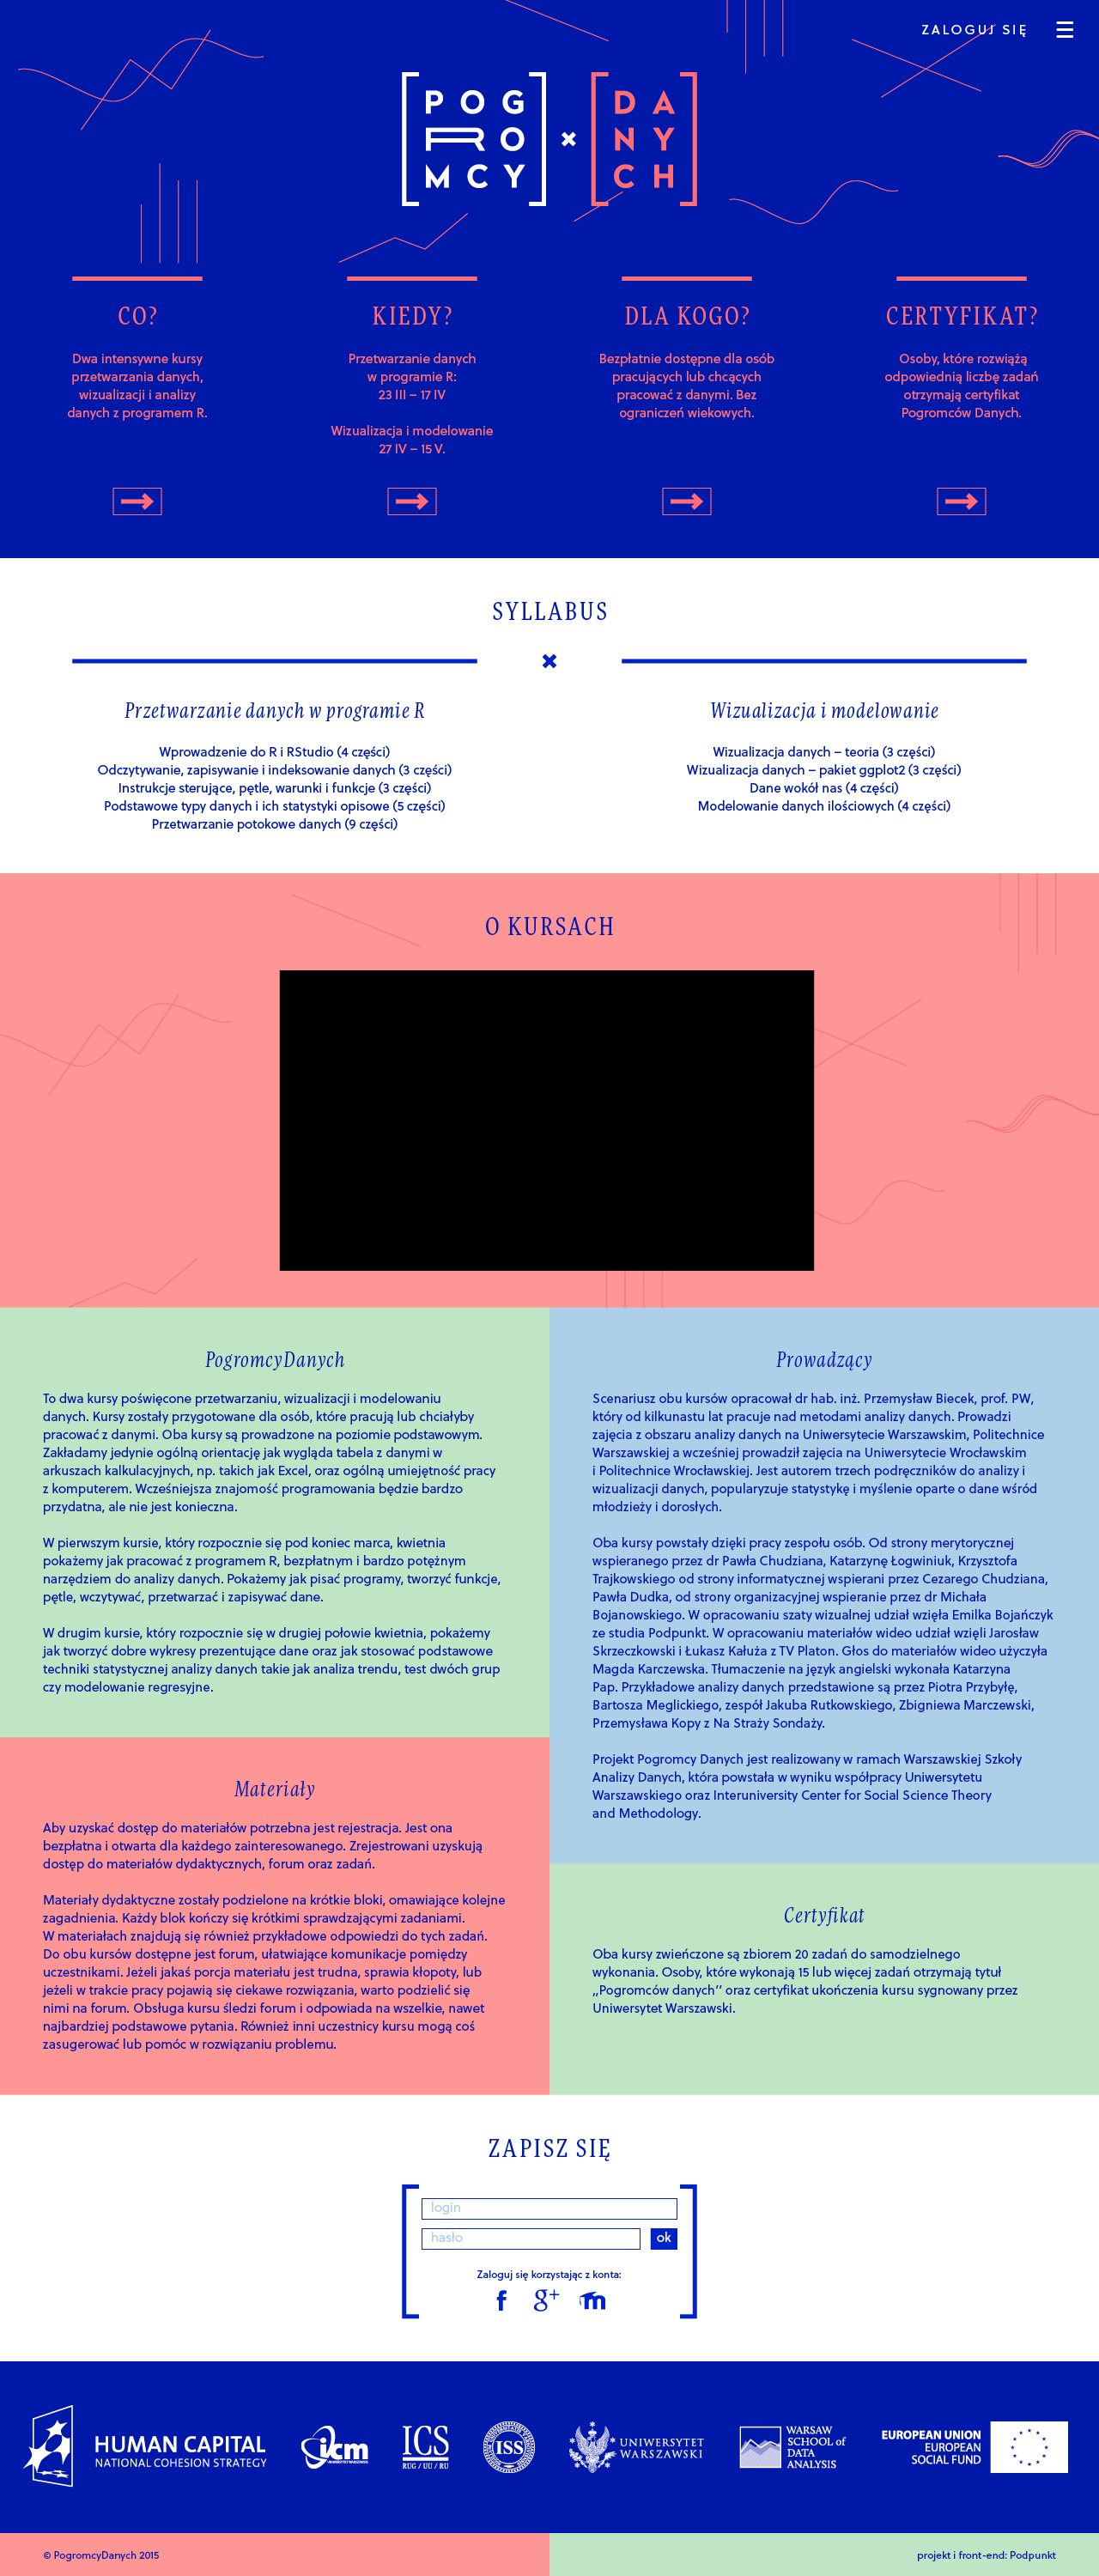 ZALOGUJ SIĘ
POG
RO
MCY
×
DA
NY
CH
CO?
Dwa intensywne kursy
przetwarzania danych,
wizualizacji i analizy
danych z programem R.
KIEDY?
Przetwarzanie danych
w programie R:
23 III – 17 IV
Wizualizacja i modelowanie
27 IV – 15 V.
DLA KOGO?
Bezpłatnie dostępne dla osób
pracujących lub chcących
pracować z danymi. Bez
ograniczeń wiekowych.
CERTYFIKAT?
Osoby, które rozwiążą
odpowiednią liczbę zadań
otrzymają certyfikat
Pogromców Danych.
SYLLABUS
Przetwarzanie danych w programie R
Wprowadzenie do R i RStudio (4 części)
Odczytywanie, zapisywanie i indeksowanie danych (3 części)
Instrukcje sterujące, pętle, warunki i funkcje (3 części)
Podstawowe typy danych i ich statystyki opisowe (5 części)
Przetwarzanie potokowe danych (9 części)
Wizualizacja i modelowanie
Wizualizacja danych – teoria (3 części)
Wizualizacja danych – pakiet ggplot2 (3 części)
Dane wokół nas (4 części)
Modelowanie danych ilościowych (4 części)
O KURSACH
PogromcyDanych
To dwa kursy poświęcone przetwarzaniu, wizualizacji i modelowaniu
danych. Kursy zostały przygotowane dla osób, które pracują lub chciałyby
pracować z danymi. Oba kursy są prowadzone na poziomie podstawowym.
Zakładamy jedynie ogólną orientację jak wygląda tabela z danymi w
arkuszach kalkulacyjnych, np. takich jak Excel, oraz ogólną umiejętność pracy
z komputerem. Wcześniejsza znajomość programowania będzie bardzo
przydatna, ale nie jest konieczna.
W pierwszym kursie, który rozpocznie się pod koniec marca, kwietnia
pokażemy jak pracować z programem R, bezpłatnym i bardzo potężnym
narzędziem do analizy danych. Pokażemy jak pisać programy, tworzyć funkcje,
pętle, wczytywać, przetwarzać i zapisywać dane.
W drugim kursie, który rozpocznie się w drugiej połowie kwietnia, pokażemy
jak tworzyć dobre wykresy prezentujące dane oraz jak stosować podstawowe
techniki statystycznej analizy danych takie jak analiza trendu, test dwóch grup
czy modelowanie regresyjne.
Materiały
Aby uzyskać dostęp do materiałów potrzebna jest rejestracja. Jest ona
bezpłatna i otwarta dla każdego zainteresowanego. Zrejestrowani uzyskują
dostęp do materiałów dydaktycznych, forum oraz zadań.
Materiały dydaktyczne zostały podzielone na krótkie bloki, omawiające kolejne
zagadnienia. Każdy blok kończy się krótkimi sprawdzającymi zadaniami.
W materiałach znajdują się również przykładowe odpowiedzi do tych zadań.
Do obu kursów dostępne jest forum, ułatwiające komunikacje pomiędzy
uczestnikami. Jeżeli jakaś porcja materiału jest trudna, sprawia kłopoty, lub
jeżeli w trakcie pracy pojawią się ciekawe rozwiązania, warto podzielić się
nimi na forum. Obsługa kursu śledzi forum i odpowiada na wszelkie, nawet
najbardziej podstawowe pytania. Również inni uczestnicy kursu mogą coś
zasugerować lub pomóc w rozwiązaniu problemu.
Prowadzący
Scenariusz obu kursów opracował dr hab. inż. Przemysław Biecek, prof. PW,
który od kilkunastu lat pracuje nad metodami analizy danych. Prowadzi
zajęcia z obszaru analizy danych na Uniwersytecie Warszawskim, Politechnice
Warszawskiej a wcześniej prowadził zajęcia na Uniwersytecie Wrocławskim
i Politechnice Wrocławskiej. Jest autorem trzech podręczników do analizy i
wizualizacji danych, popularyzuje statystykę i myślenie oparte o dane wśród
młodzieży i dorosłych.
Oba kursy powstały dzięki pracy zespołu osób. Od strony merytorycznej
wspieranego przez dr Pawła Chudziana, Katarzynę Łogwiniuk, Krzysztofa
Trajkowskiego od strony informatycznej wspierani przez Cezarego Chudziana,
Pawła Dudka, od strony organizacyjnej wspieranie przez dr Michała
Bojanowskiego. W opracowaniu szaty wizualnej udział wzięła Emilka Bojańczyk
ze studia Podpunkt. W opracowaniu materiałów wideo udział wzięli Jarosław
Skrzeczkowski i Łukasz Kałuża z TV Platon. Głos do materiałów wideo użyczyła
Magda Karczewska. Tłumaczenie na język angielski wykonała Katarzyna
Pap. Przykładowe analizy danych przedstawione są przez Piotra Przybyłę,
Bartosza Meglickiego, zespół Jakuba Rutkowskiego, Zbigniewa Marczewski,
Przemysława Kopy z Na Straży Sondaży.
Projekt Pogromcy Danych jest realizowany w ramach Warszawskiej Szkoły
Analizy Danych, która powstała w wyniku współpracy Uniwersytetu
Warszawskiego oraz Interuniversity Center for Social Science Theory
and Methodology.
Certyfikat
Oba kursy zwieńczone są zbiorem 20 zadań do samodzielnego
wykonania. Osoby, które wykonają 15 lub więcej zadań otrzymają tytuł
„Pogromców danych’’ oraz certyfikat ukończenia kursu sygnowany przez
Uniwersytet Warszawski.
ZAPISZ SIĘ
login
hasło
ok
Zaloguj się korzystając z konta:
f g+ m
HUMAN CAPITAL
NATIONAL COHESION STRATEGY
icm
UNIWERSYTET WARSZAWSKI
ICS
RUG / UU / RU
ISS
UNIWERSYTET
WARSZAWSKI
WARSAW
SCHOOL of
DATA
ANALYSIS
EUROPEAN UNION
EUROPEAN
SOCIAL FUND
© PogromcyDanych 2015
projekt i front-end: Podpunkt